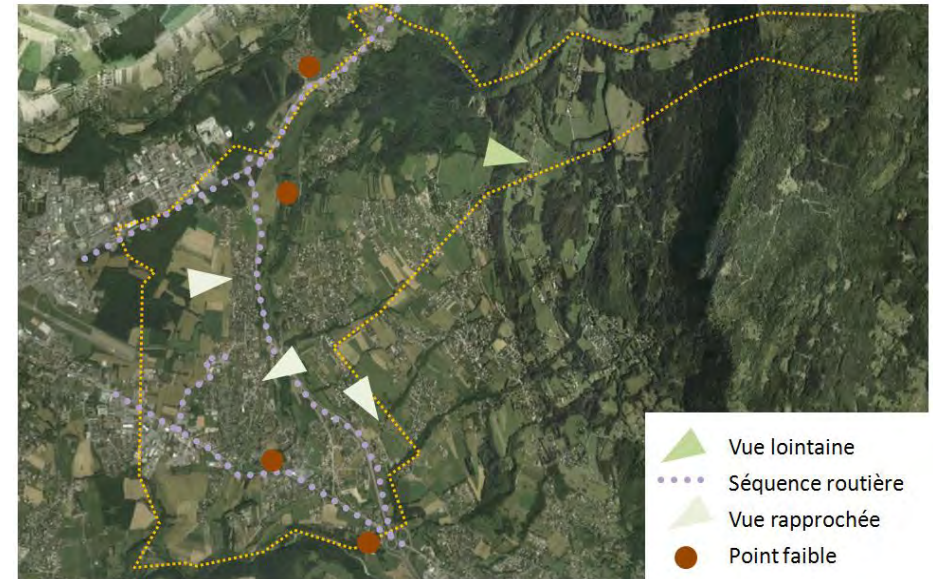 Vue lointaine
Séquence routière
Vue rapprochée
Point faible